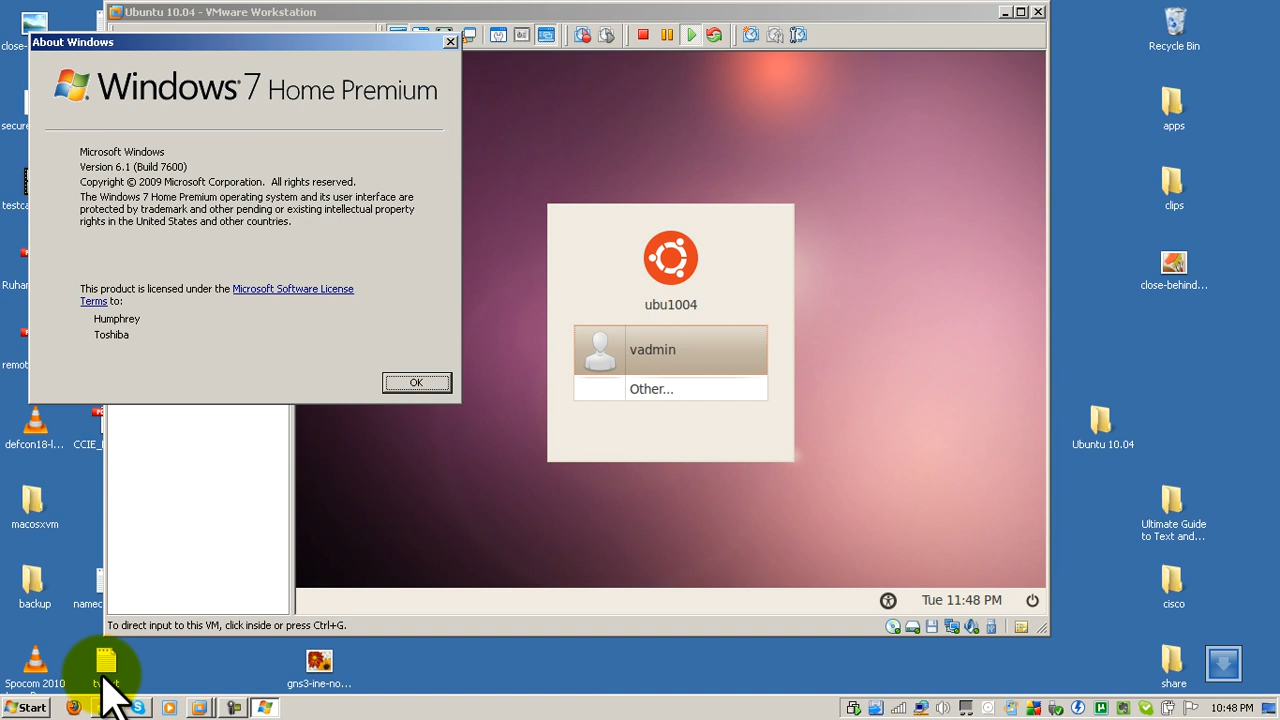 Ubuntu 10.04 - VMware Workstation
About Windows
Windows 7 Home Premium
Microsoft Windows
Version 6.1 (Build 7600)
Copyright © 2009 Microsoft Corporation. All rights reserved.
The Windows 7 Home Premium operating system and its user interface are
protected by trademark and other pending or existing intellectual property
rights in the United States and other countries.
This product is licensed under the Microsoft Software License
Terms to:
Humphrey
Toshiba
OK
ubu1004
vadmin
Other...
Tue 11:48 PM
To direct input to this VM, click inside or press Ctrl+G.
close-
secure
testca
Ruhar
remot
defcon18-l...
CCIE_
macosxvm
backup
namec
Spocom 2010
gns3-ine-no...
Recycle Bin
apps
clips
close-behind...
Ubuntu 10.04
Ultimate Guide
to Text and...
cisco
share
Start
10:48 PM